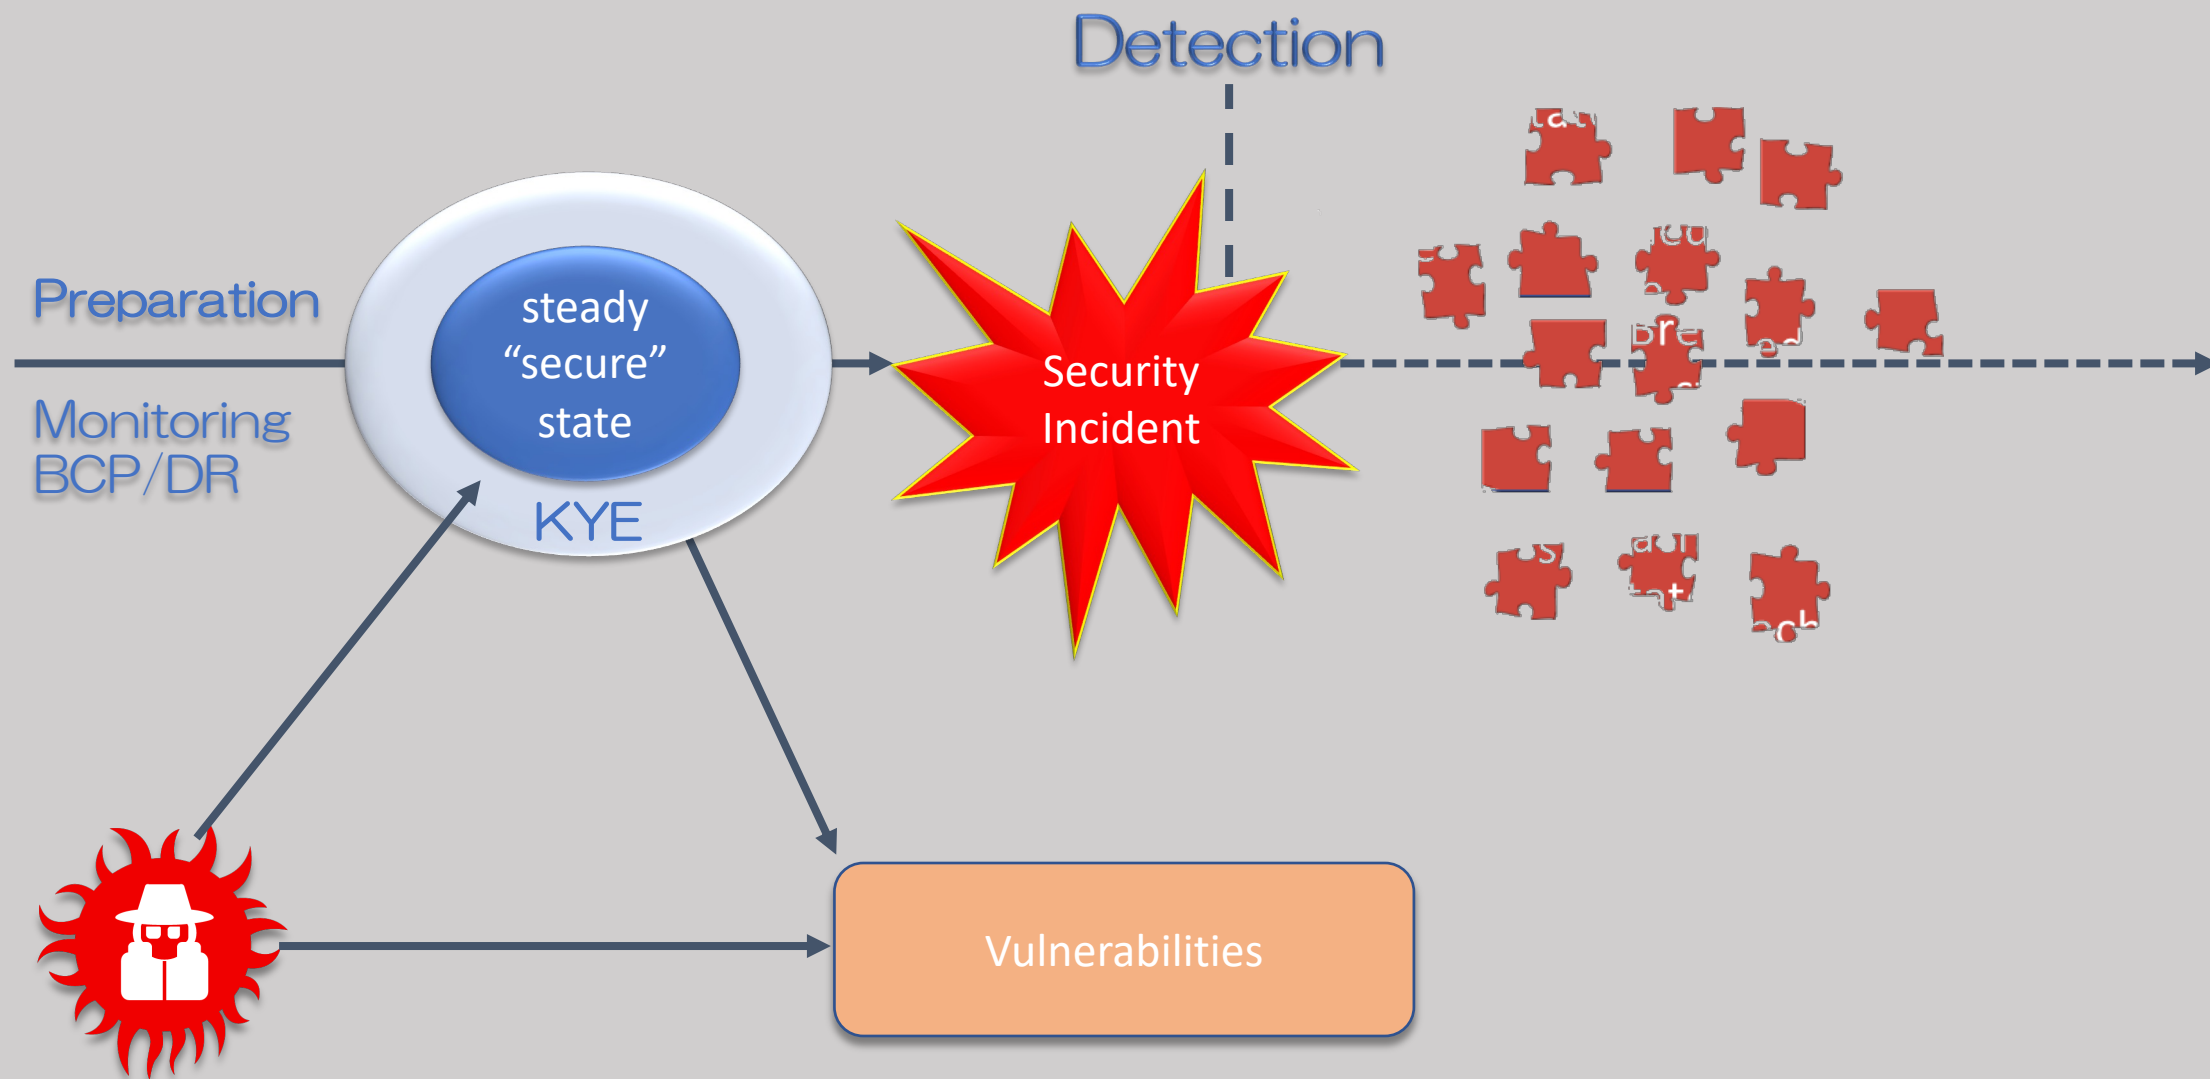 Detection
Preparation
Monitoring
BCP/DR
steady
“secure”
state
KYE
Security
Incident
Vulnerabilities